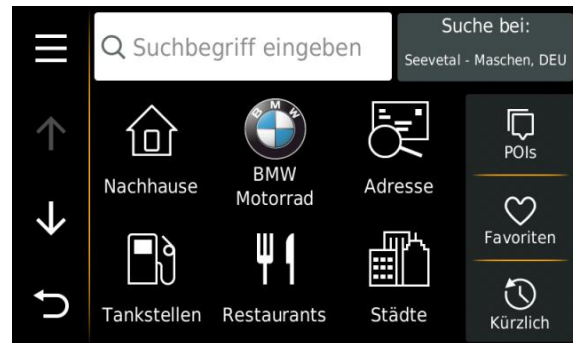 Suchbegriff eingeben
Suche bei:
Seevetal - Maschen, DEU
Nachhause
BMW
BMW
Motorrad
Adresse
POIs
Tankstellen
Restaurants
Städte
Favoriten
Kürzlich